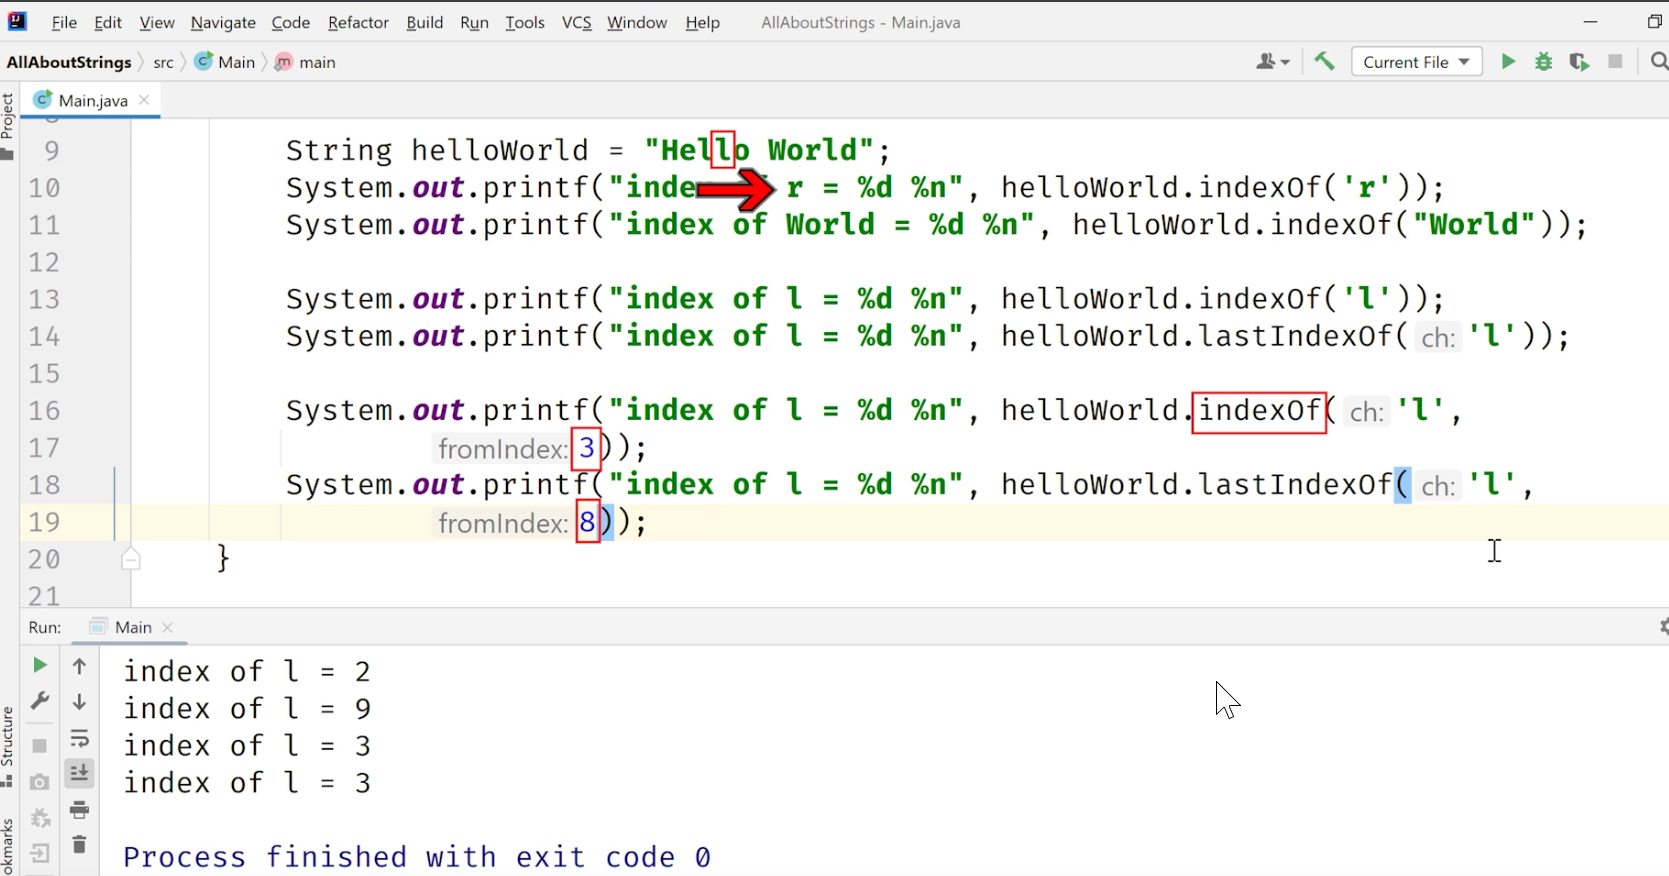 File Edit View Navigate Code Refactor Build Run Tools VCS Window Help AllAboutStrings - Main.java
AllAboutStrings src Main main Current File
Project
Main.java
9 String helloWorld = "Hello World";
10 System.out.printf("inde r = %d %n", helloWorld.indexOf('r'));
11 System.out.printf("index of World = %d %n", helloWorld.indexOf("World"));
12
13 System.out.printf("index of l = %d %n", helloWorld.indexOf('l'));
14 System.out.printf("index of l = %d %n", helloWorld.lastIndexOf( ch: 'l'));
15
16 System.out.printf("index of l = %d %n", helloWorld.indexOf( ch: 'l',
17 fromIndex: 3));
18 System.out.printf("index of l = %d %n", helloWorld.lastIndexOf( ch: 'l',
19 fromIndex: 8));
20 }
21
Run: Main
index of l = 2
index of l = 9
index of l = 3
index of l = 3
Process finished with exit code 0
Structure
okmarks